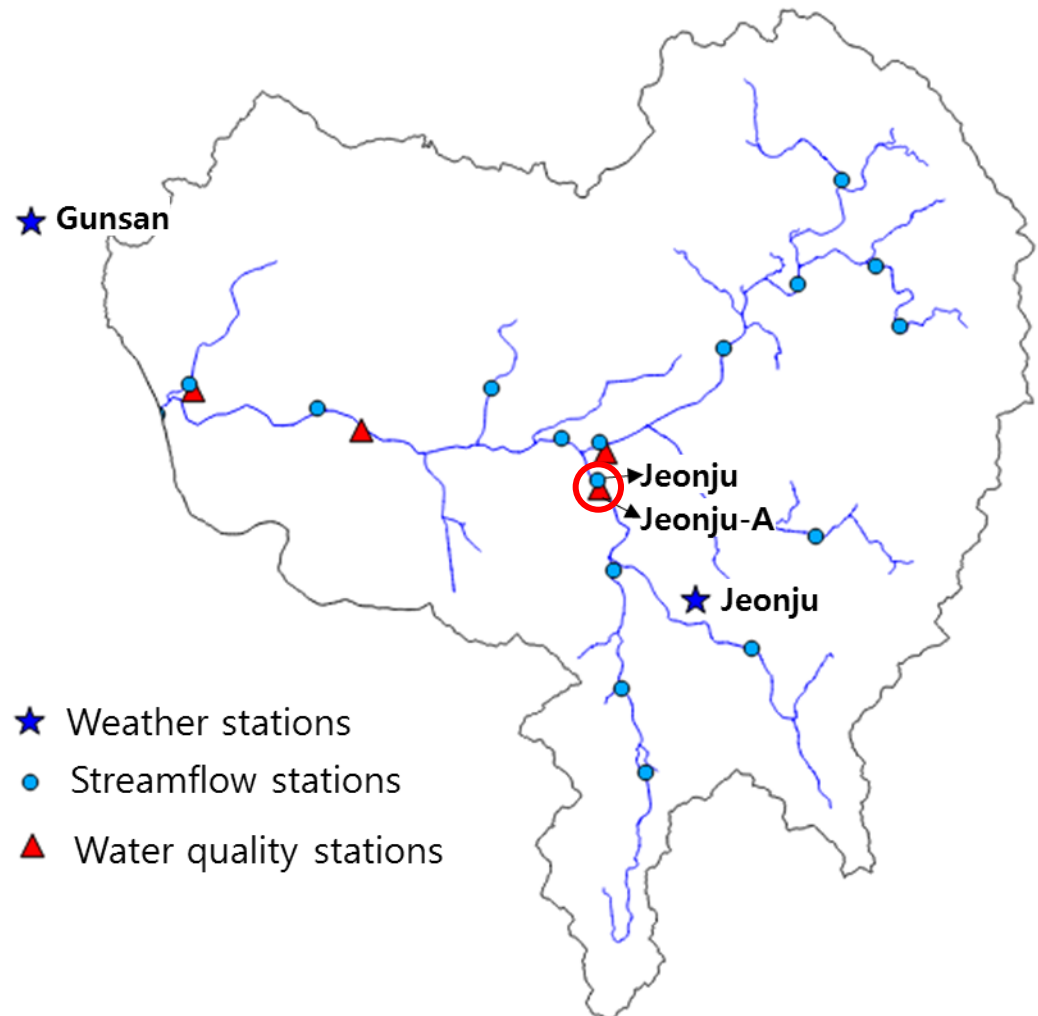 Gunsan
Jeonju
Jeonju-A
Jeonju
Weather stations
Streamflow stations
Water quality stations